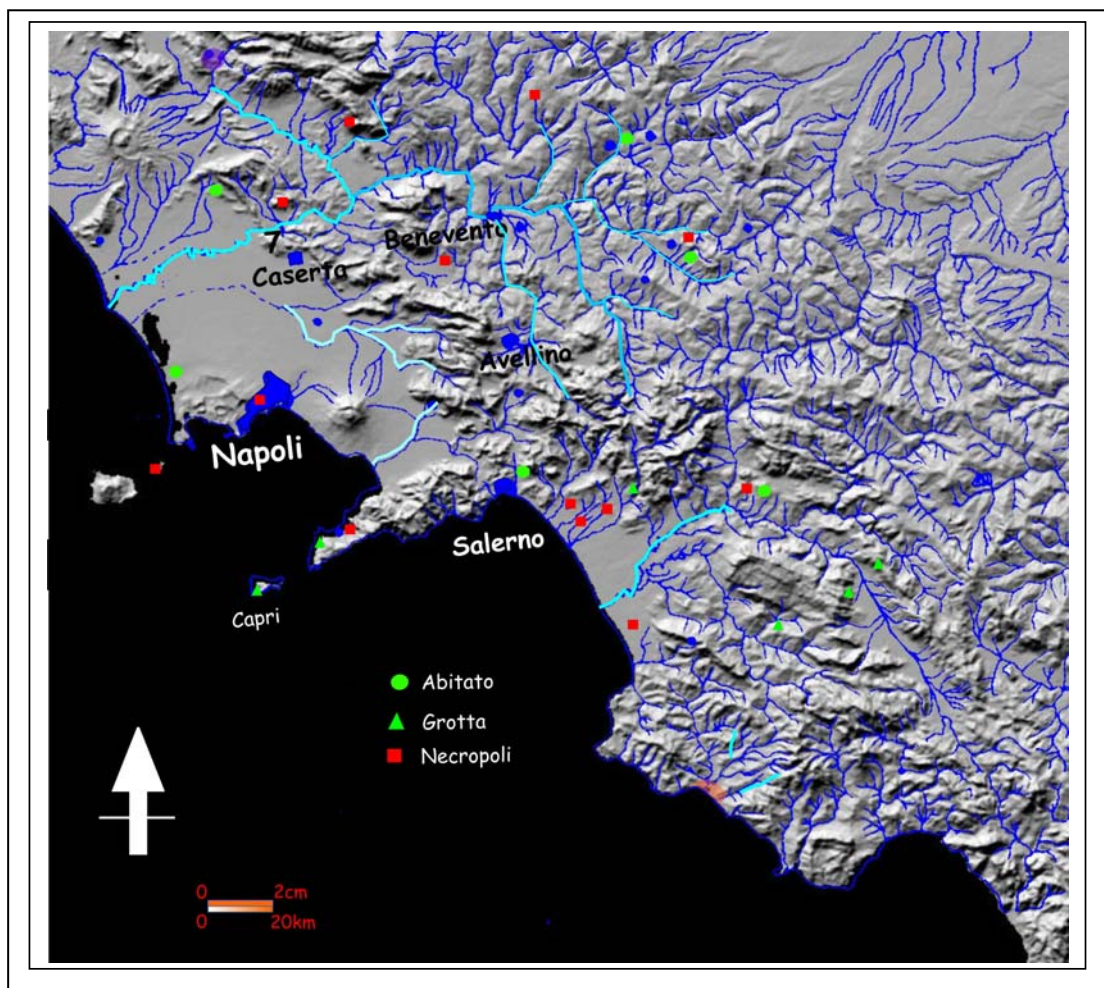 Benevento
Caserta
Avellino
Napoli
Salerno
Capri
Abitato
Grotta
Necropoli
0 2cm
0 20km